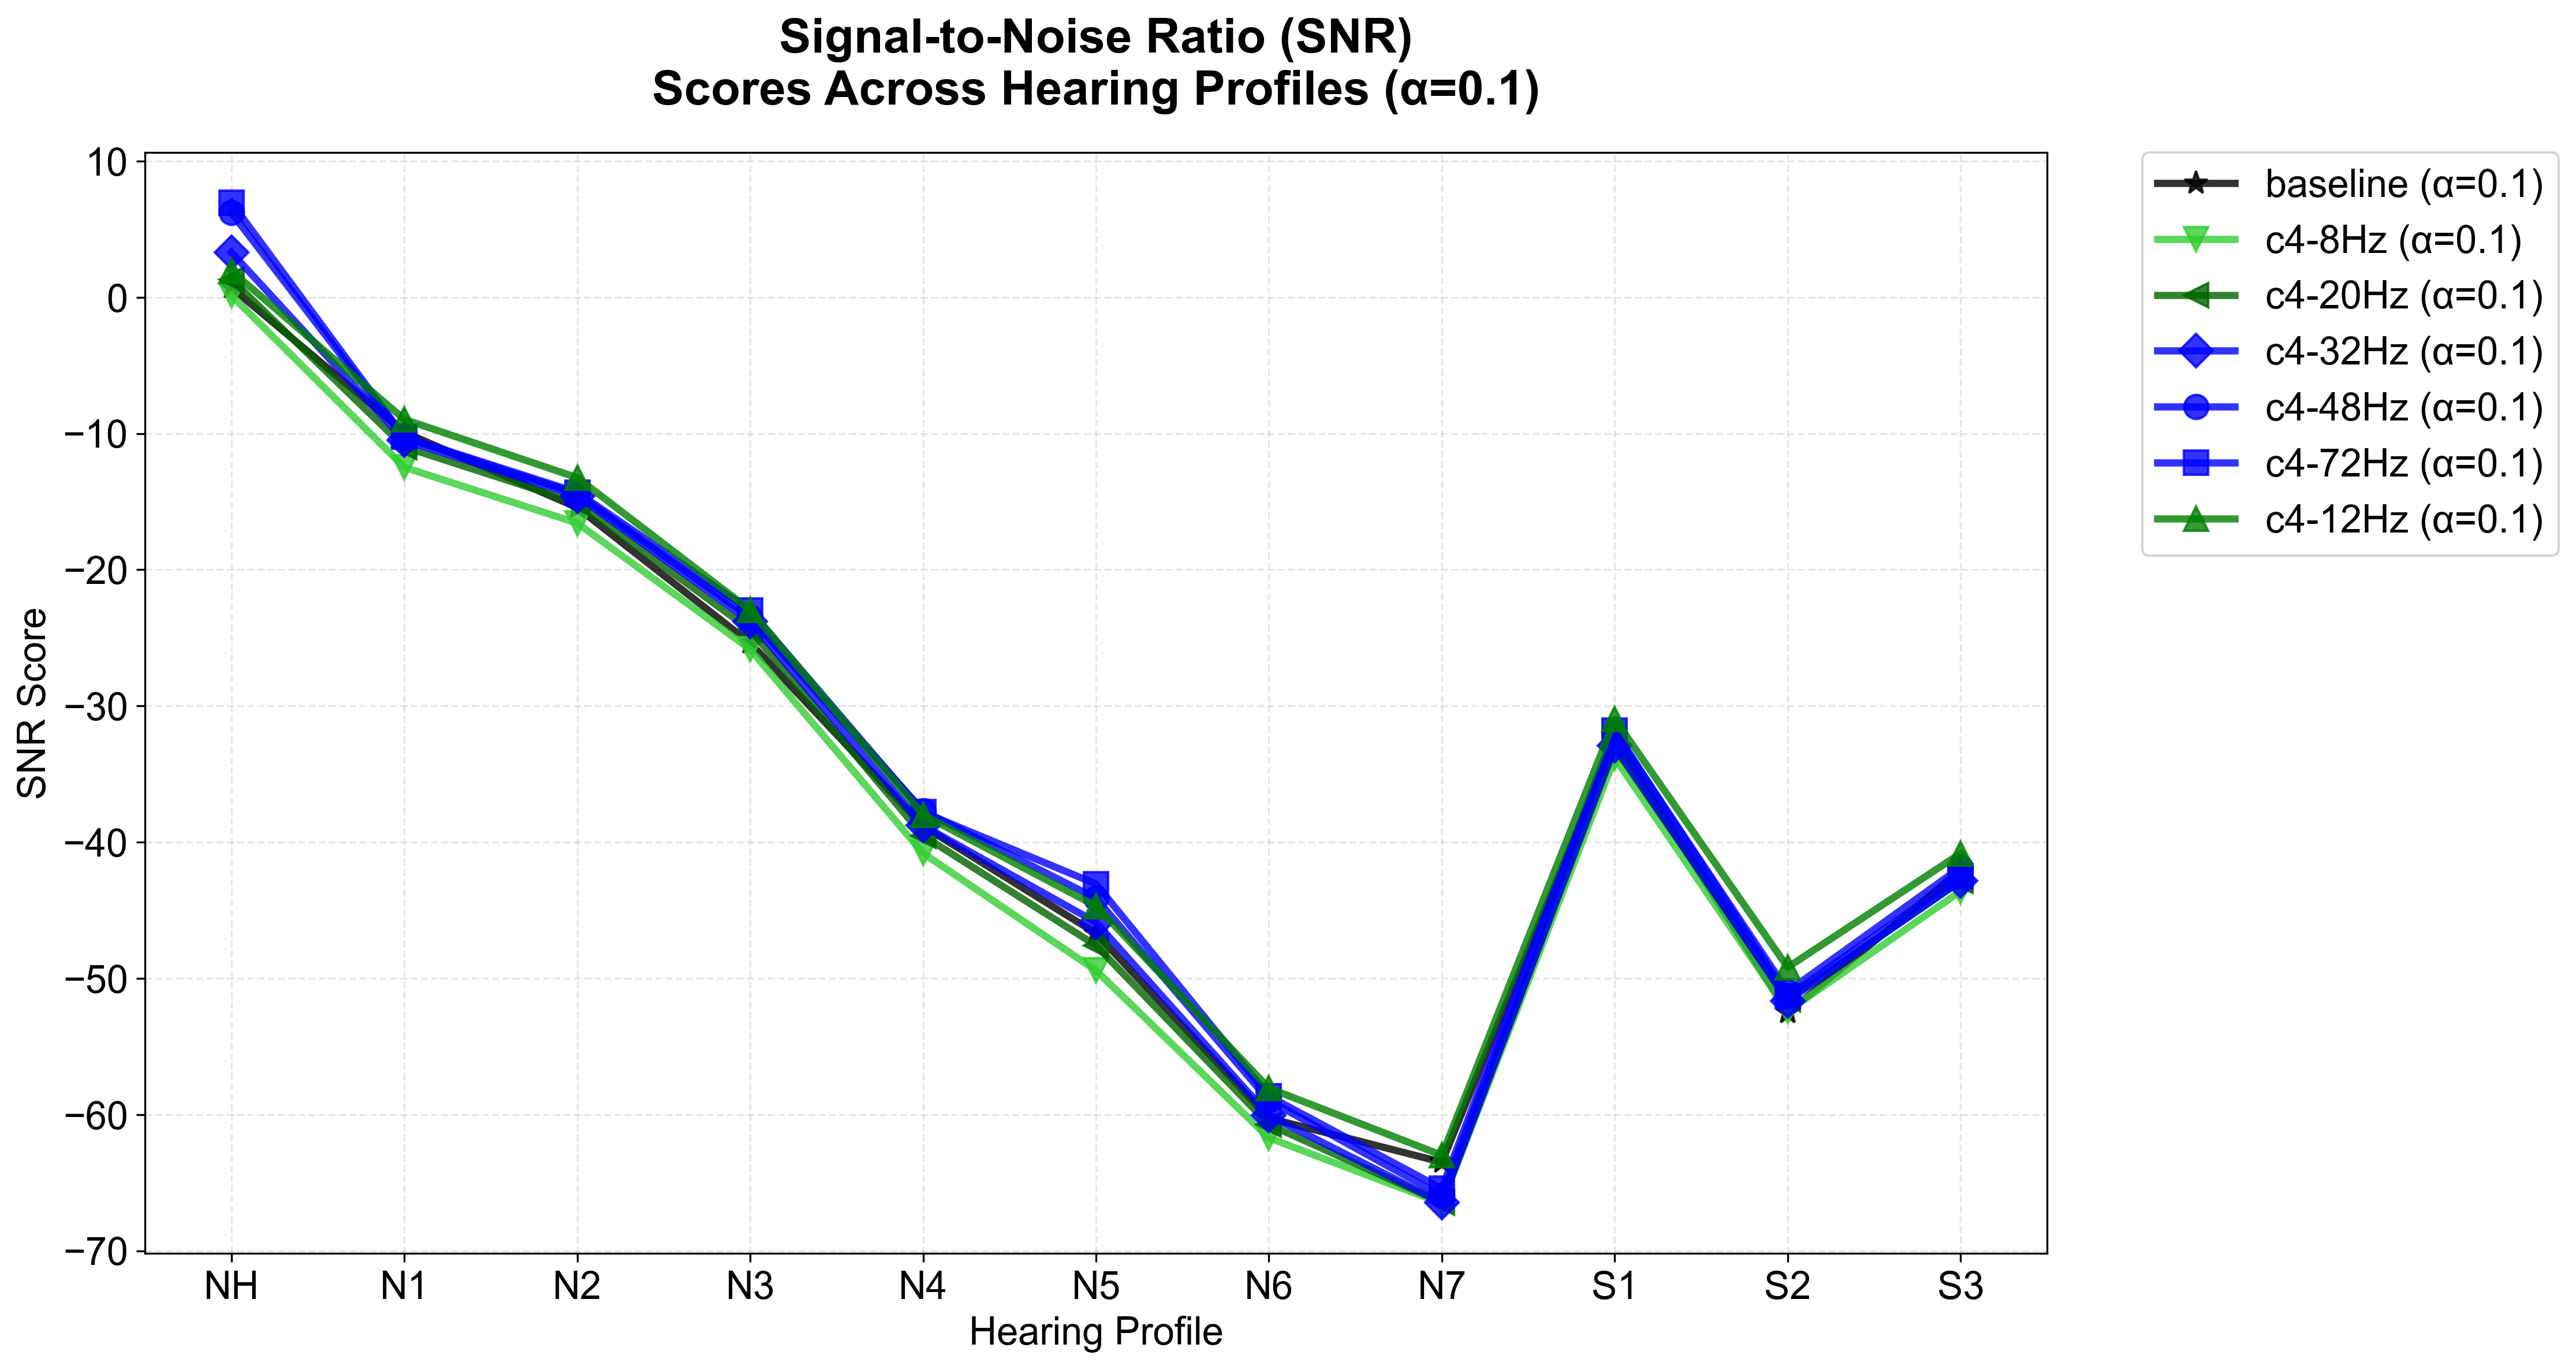 Signal-to-Noise Ratio (SNR)
Scores Across Hearing Profiles (α=0.1)
SNR Score
10
0
−10
−20
−30
−40
−50
−60
−70
NH N1 N2 N3 N4 N5 N6 N7 S1 S2 S3
Hearing Profile
baseline (α=0.1)
c4-8Hz (α=0.1)
c4-20Hz (α=0.1)
c4-32Hz (α=0.1)
c4-48Hz (α=0.1)
c4-72Hz (α=0.1)
c4-12Hz (α=0.1)